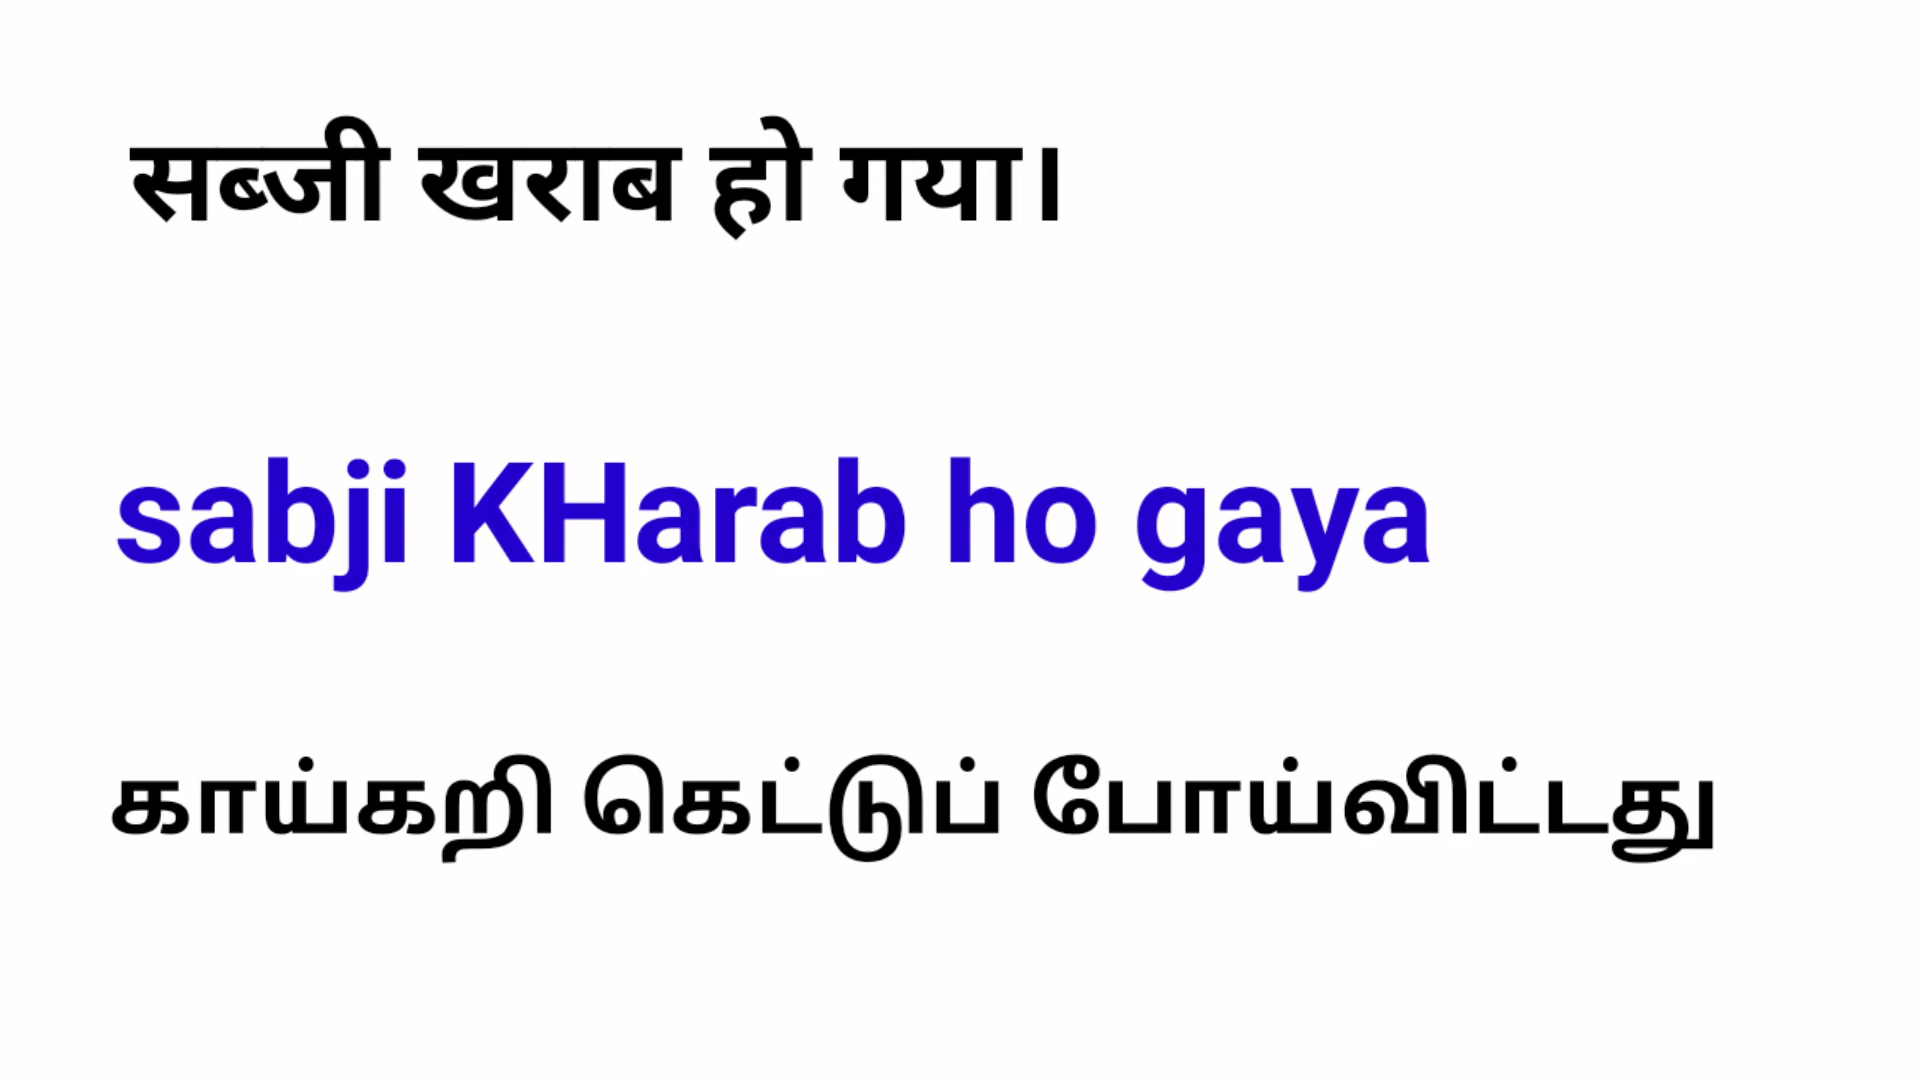 सब्जी खराब हो गया।
sabji KHarab ho gaya
காய்கறி கெட்டுப் போய்விட்டது